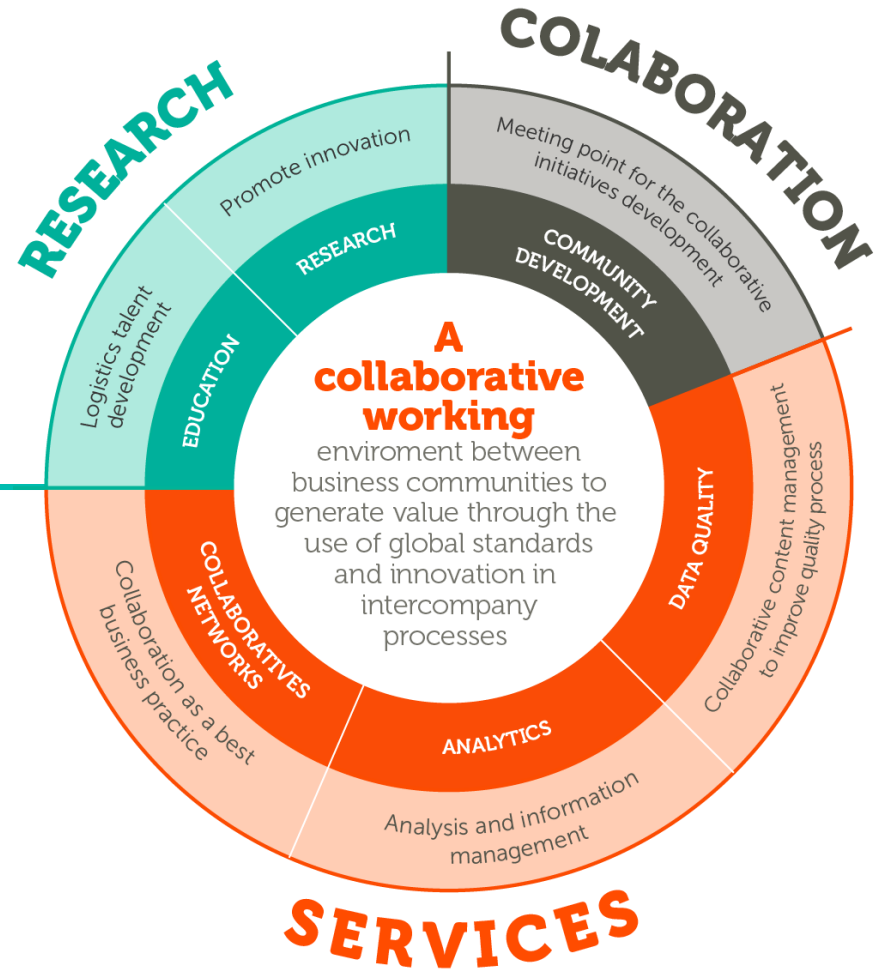 RESEARCH
COLABORATION
Promote innovation
RESEARCH
Meeting point for the collaborative
initiatives development
COMMUNITY
DEVELOPMENT
Logistics talent
development
EDUCATION
A
collaborative
working
enviroment between
business communities to
generate value through the
use of global standards
and innovation in
intercompany
processes
DATA QUALITY
Collaborative content management
to improve quality process
COLLABORATIVES
NETWORKS
Collaboration as a best
business practice
ANALYTICS
Analysis and information
management
SERVICES